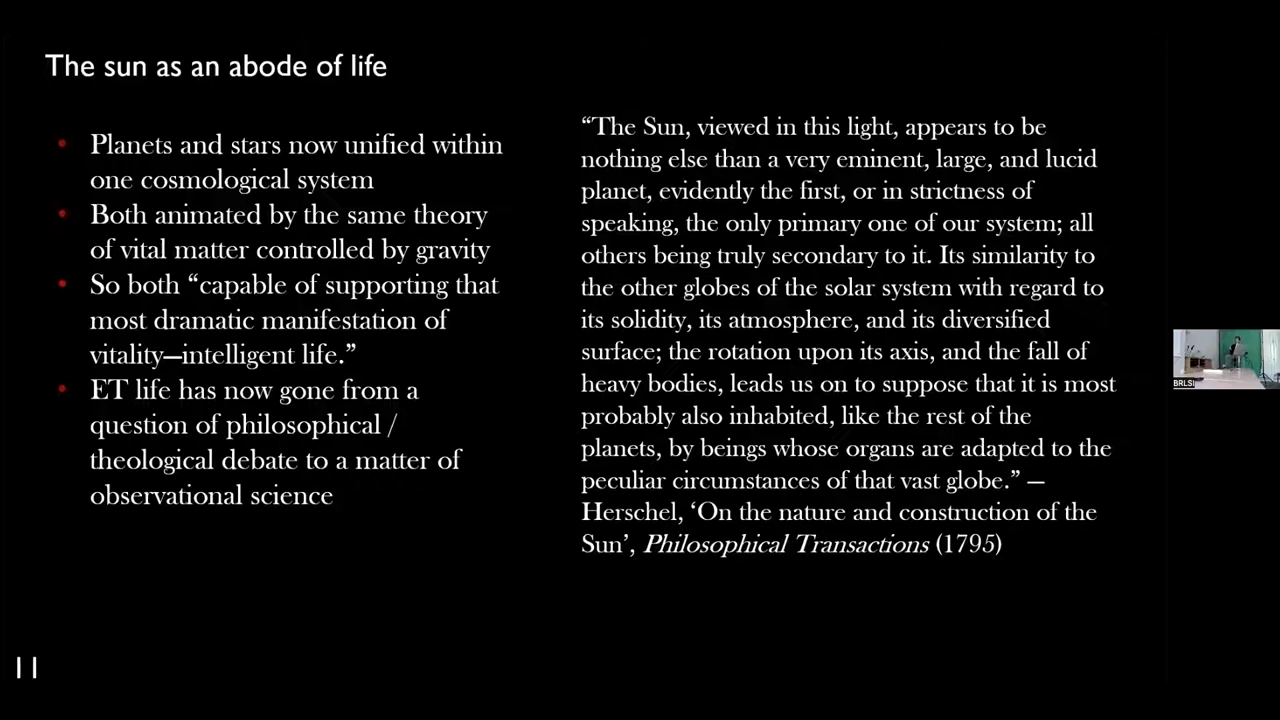 The sun as an abode of life
• Planets and stars now unified within
one cosmological system
• Both animated by the same theory
of vital matter controlled by gravity
• So both “capable of supporting that
most dramatic manifestation of
vitality—intelligent life.”
• ET life has now gone from a
question of philosophical /
theological debate to a matter of
observational science
“The Sun, viewed in this light, appears to be
nothing else than a very eminent, large, and lucid
planet, evidently the first, or in strictness of
speaking, the only primary one of our system; all
others being truly secondary to it. Its similarity to
the other globes of the solar system with regard to
its solidity, its atmosphere, and its diversified
surface; the rotation upon its axis, and the fall of
heavy bodies, leads us on to suppose that it is most
probably also inhabited, like the rest of the
planets, by beings whose organs are adapted to the
peculiar circumstances of that vast globe.” —
Herschel, ‘On the nature and construction of the
Sun’, Philosophical Transactions (1795)
BRLSI
11